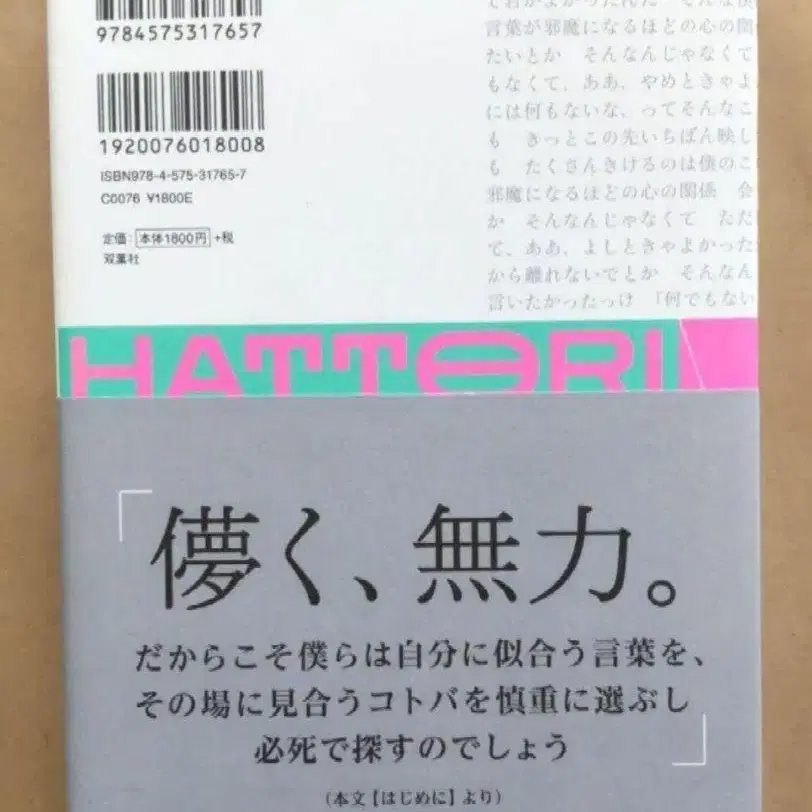 9784575317657
1920076018008
ISBN978-4-575-31765-7
C0076 ¥1800E
定価:本体1800円+税
双葉社
言葉が邪魔になるほどの心の関
たいとか　そんなんじゃなくて
もなくて、ああ、やめときゃよ
には何もないな、ってそんなこ
も　きっとこの先いちばん映し
も　たくさんきけるのは僕のこ
邪魔になるほどの心の関係　会
か　そんなんじゃなくて　ただ
て、ああ、よしときゃよかった
から離れないでとか　そんなん
言いたかったっけ　「何でもない
HATTORI
「儚く、無力。
だからこそ僕らは自分に似合う言葉を、
その場に見合うコトバを慎重に選ぶし
必死で探すのでしょう」
（本文【はじめに】より）